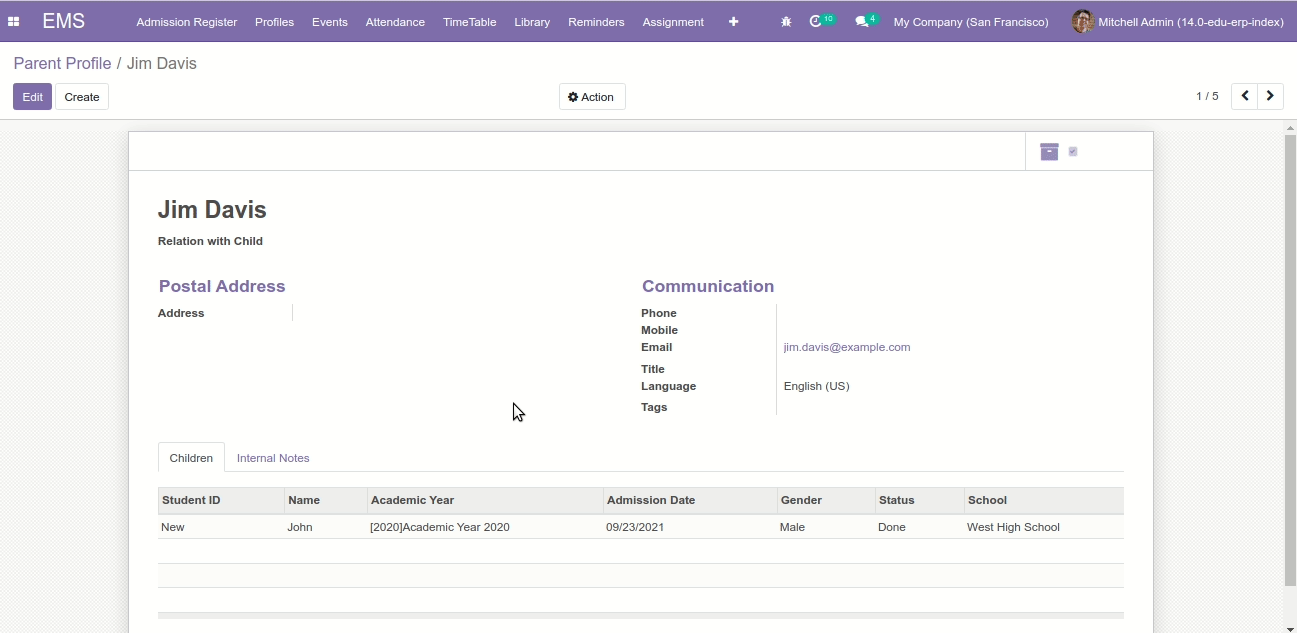 EMS Admission Register Profiles Events Attendance TimeTable Library Reminders Assignment 10 4 My Company (San Francisco) Mitchell Admin (14.0-edu-erp-index)
Parent Profile / Jim Davis
Edit Create Action 1 / 5
Jim Davis
Relation with Child
Postal Address Communication
Address Phone
Mobile
Email jim.davis@example.com
Title
Language English (US)
Tags
Children Internal Notes
Student ID Name Academic Year Admission Date Gender Status School
New John [2020]Academic Year 2020 09/23/2021 Male Done West High School